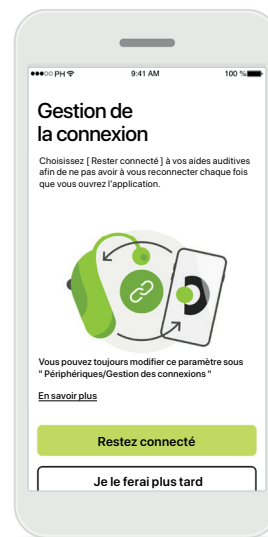 ●●●○○ PH 9:41 AM 100 %
Gestion de
la connexion
Choisissez [ Rester connecté ] à vos aides auditives
afin de ne pas avoir à vous reconnecter chaque fois
que vous ouvrez l'application.
Vous pouvez toujours modifier ce paramètre sous
" Périphériques/Gestion des connexions "
En savoir plus
Restez connecté
Je le ferai plus tard